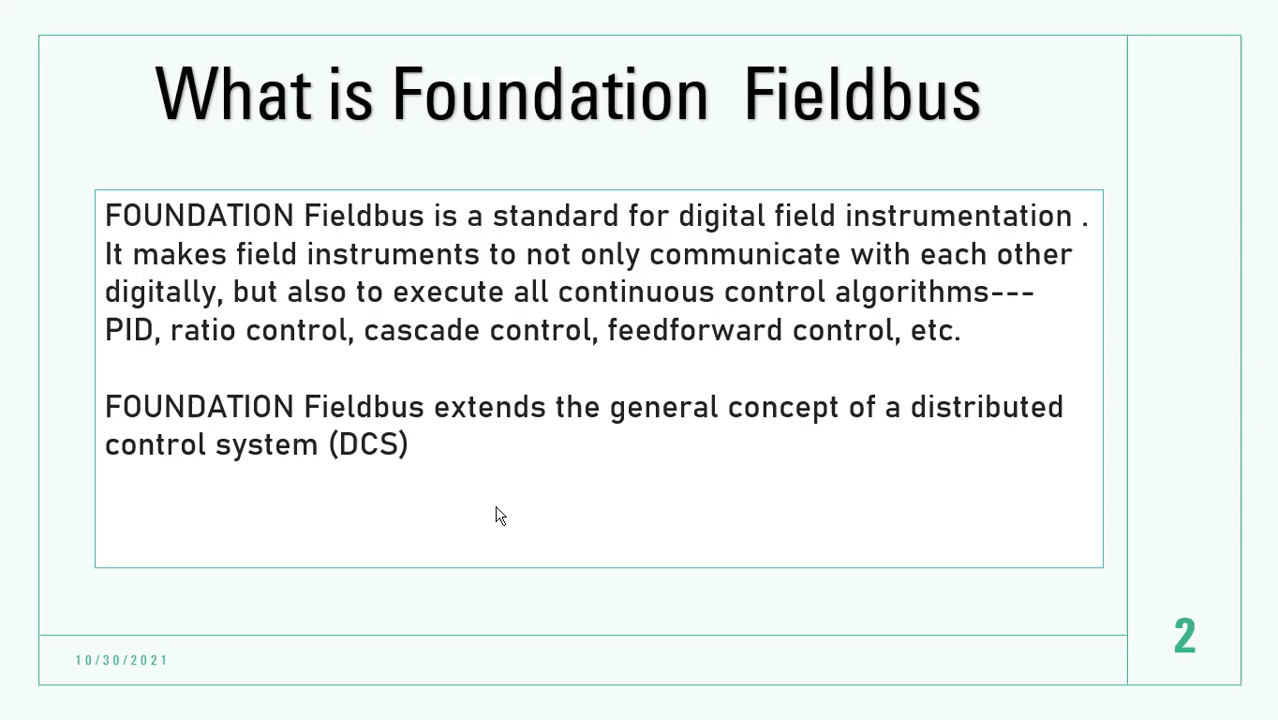 What is Foundation  Fieldbus
FOUNDATION Fieldbus is a standard for digital field instrumentation .
It makes field instruments to not only communicate with each other
digitally, but also to execute all continuous control algorithms---
PID, ratio control, cascade control, feedforward control, etc.
FOUNDATION Fieldbus extends the general concept of a distributed
control system (DCS)
2
10/30/2021